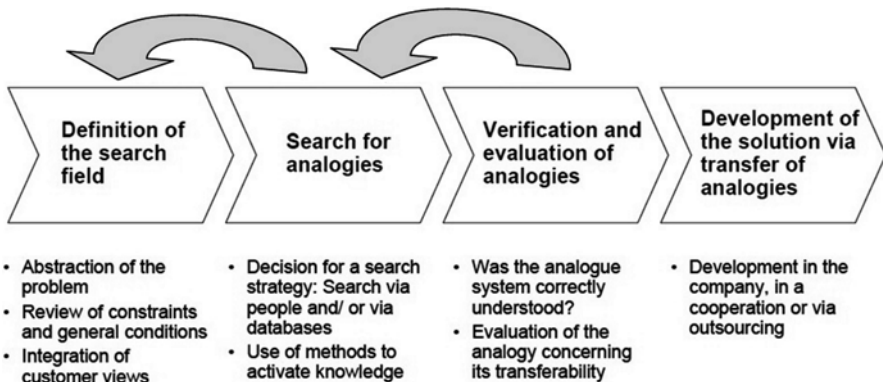 Definition of
the search
field
Search for
analogies
Verification and
evaluation of
analogies
Development of
the solution via
transfer of
analogies
• Abstraction of the
problem
• Review of constraints
and general conditions
• Integration of
customer views
• Decision for a search
strategy: Search via
people and/ or via
databases
• Use of methods to
activate knowledge
• Was the analogue
system correctly
understood?
• Evaluation of the
analogy concerning
its transferability
• Development in the
company, in a
cooperation or via
outsourcing